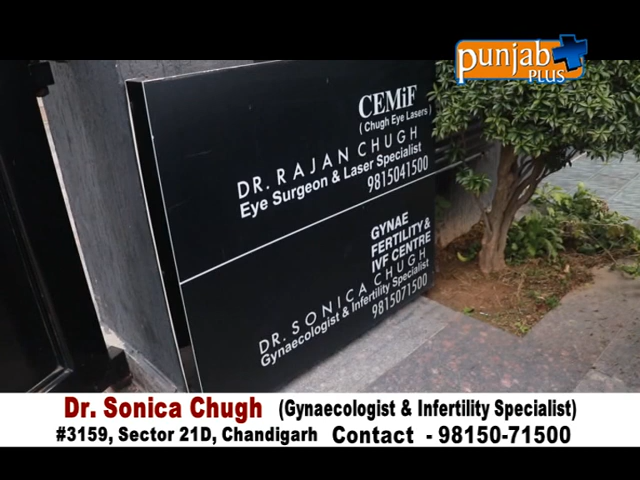 punjab
PLUS
CEMiF
( Chugh Eye Lasers )
DR. RAJAN CHUGH
Eye Surgeon & Laser Specialist
9815041500
GYNAE
FERTILITY &
IVF CENTRE
DR. SONICA CHUGH
Gynaecologist & Infertility Specialist
9815071500
Dr. Sonica Chugh (Gynaecologist & Infertility Specialist)
#3159, Sector 21D, Chandigarh Contact - 98150-71500